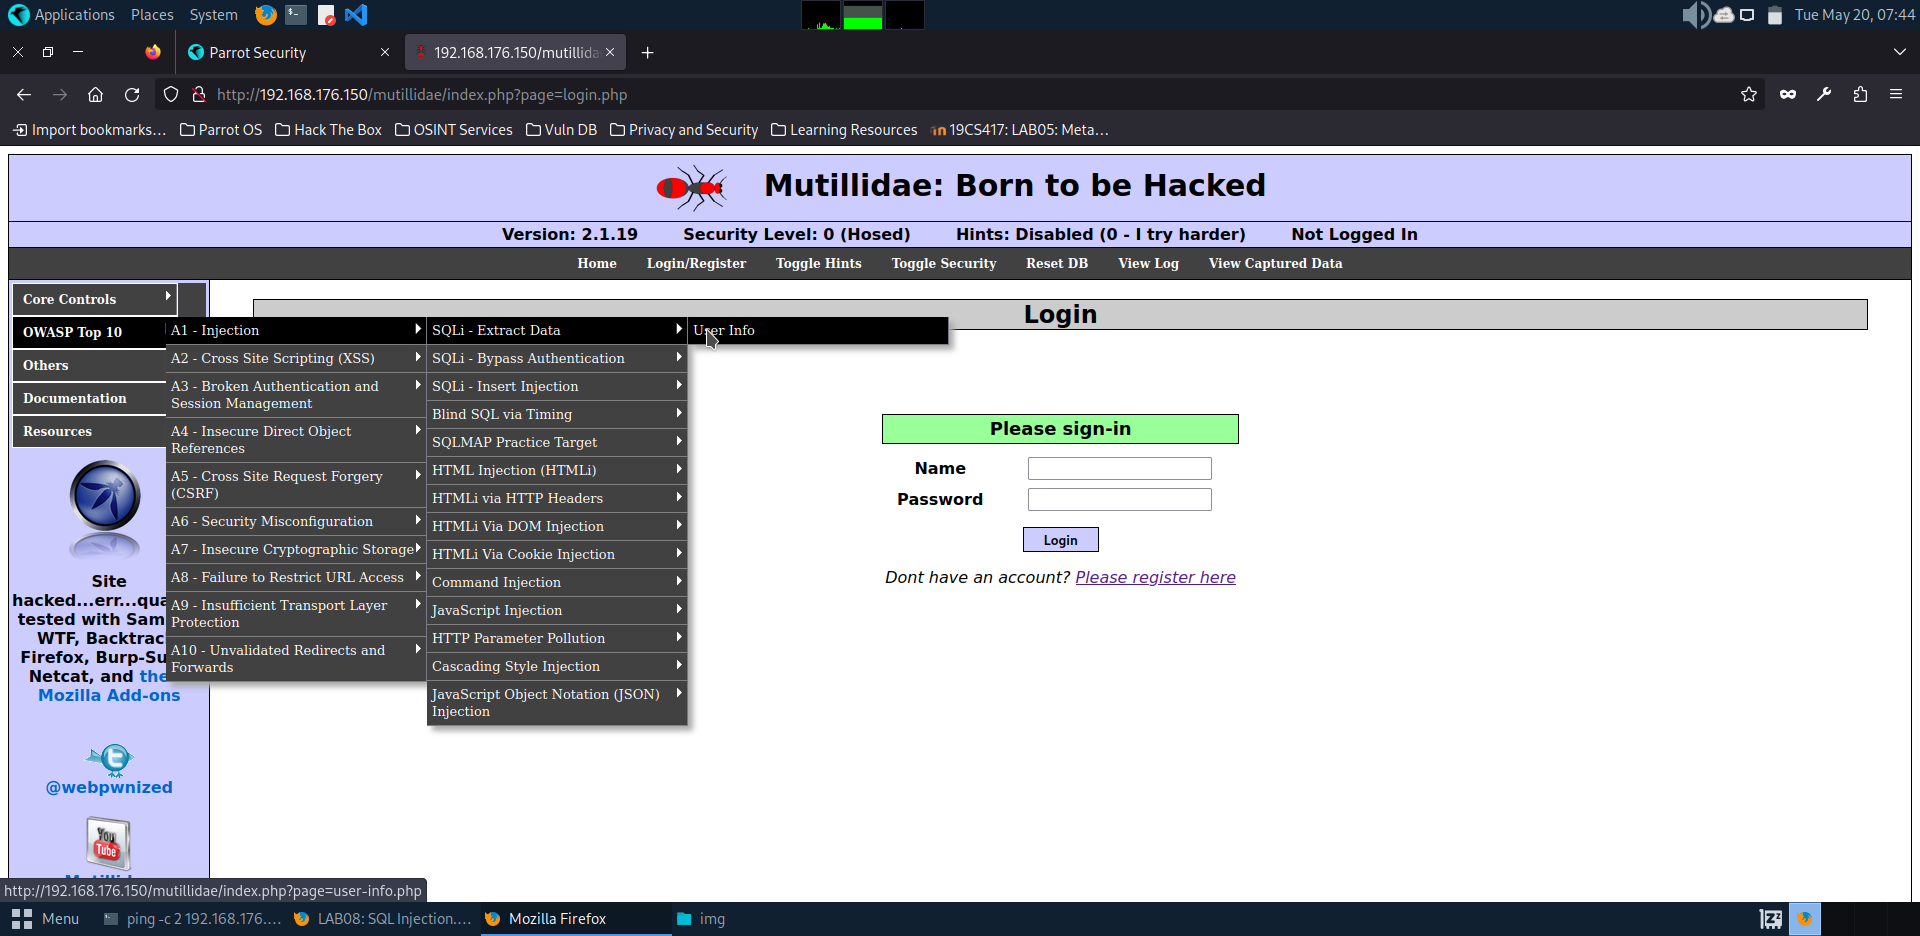 Applications Places System
Tue May 20, 07:44
Parrot Security
192.168.176.150/mutillida
http://192.168.176.150/mutillidae/index.php?page=login.php
Import bookmarks... Parrot OS Hack The Box OSINT Services Vuln DB Privacy and Security Learning Resources 19CS417: LAB05: Meta...
Mutillidae: Born to be Hacked
Version: 2.1.19 Security Level: 0 (Hosed) Hints: Disabled (0 - I try harder) Not Logged In
Home Login/Register Toggle Hints Toggle Security Reset DB View Log View Captured Data
Core Controls
OWASP Top 10
Others
Documentation
Resources
A1 - Injection
A2 - Cross Site Scripting (XSS)
A3 - Broken Authentication and
Session Management
A4 - Insecure Direct Object
References
A5 - Cross Site Request Forgery
(CSRF)
A6 - Security Misconfiguration
A7 - Insecure Cryptographic Storage
A8 - Failure to Restrict URL Access
A9 - Insufficient Transport Layer
Protection
A10 - Unvalidated Redirects and
Forwards
SQLi - Extract Data
SQLi - Bypass Authentication
SQLi - Insert Injection
Blind SQL via Timing
SQLMAP Practice Target
HTML Injection (HTMLi)
HTMLi via HTTP Headers
HTMLi Via DOM Injection
HTMLi Via Cookie Injection
Command Injection
JavaScript Injection
HTTP Parameter Pollution
Cascading Style Injection
JavaScript Object Notation (JSON)
Injection
User Info
Login
Please sign-in
Name
Password
Login
Dont have an account? Please register here
Site
hacked...err...qua
tested with Sam
WTF, Backtrac
Firefox, Burp-Su
Netcat, and the
Mozilla Add-ons
@webpwnized
You
Tube
http://192.168.176.150/mutillidae/index.php?page=user-info.php
Menu ping -c 2 192.168.176.... LAB08: SQL Injection.... Mozilla Firefox img